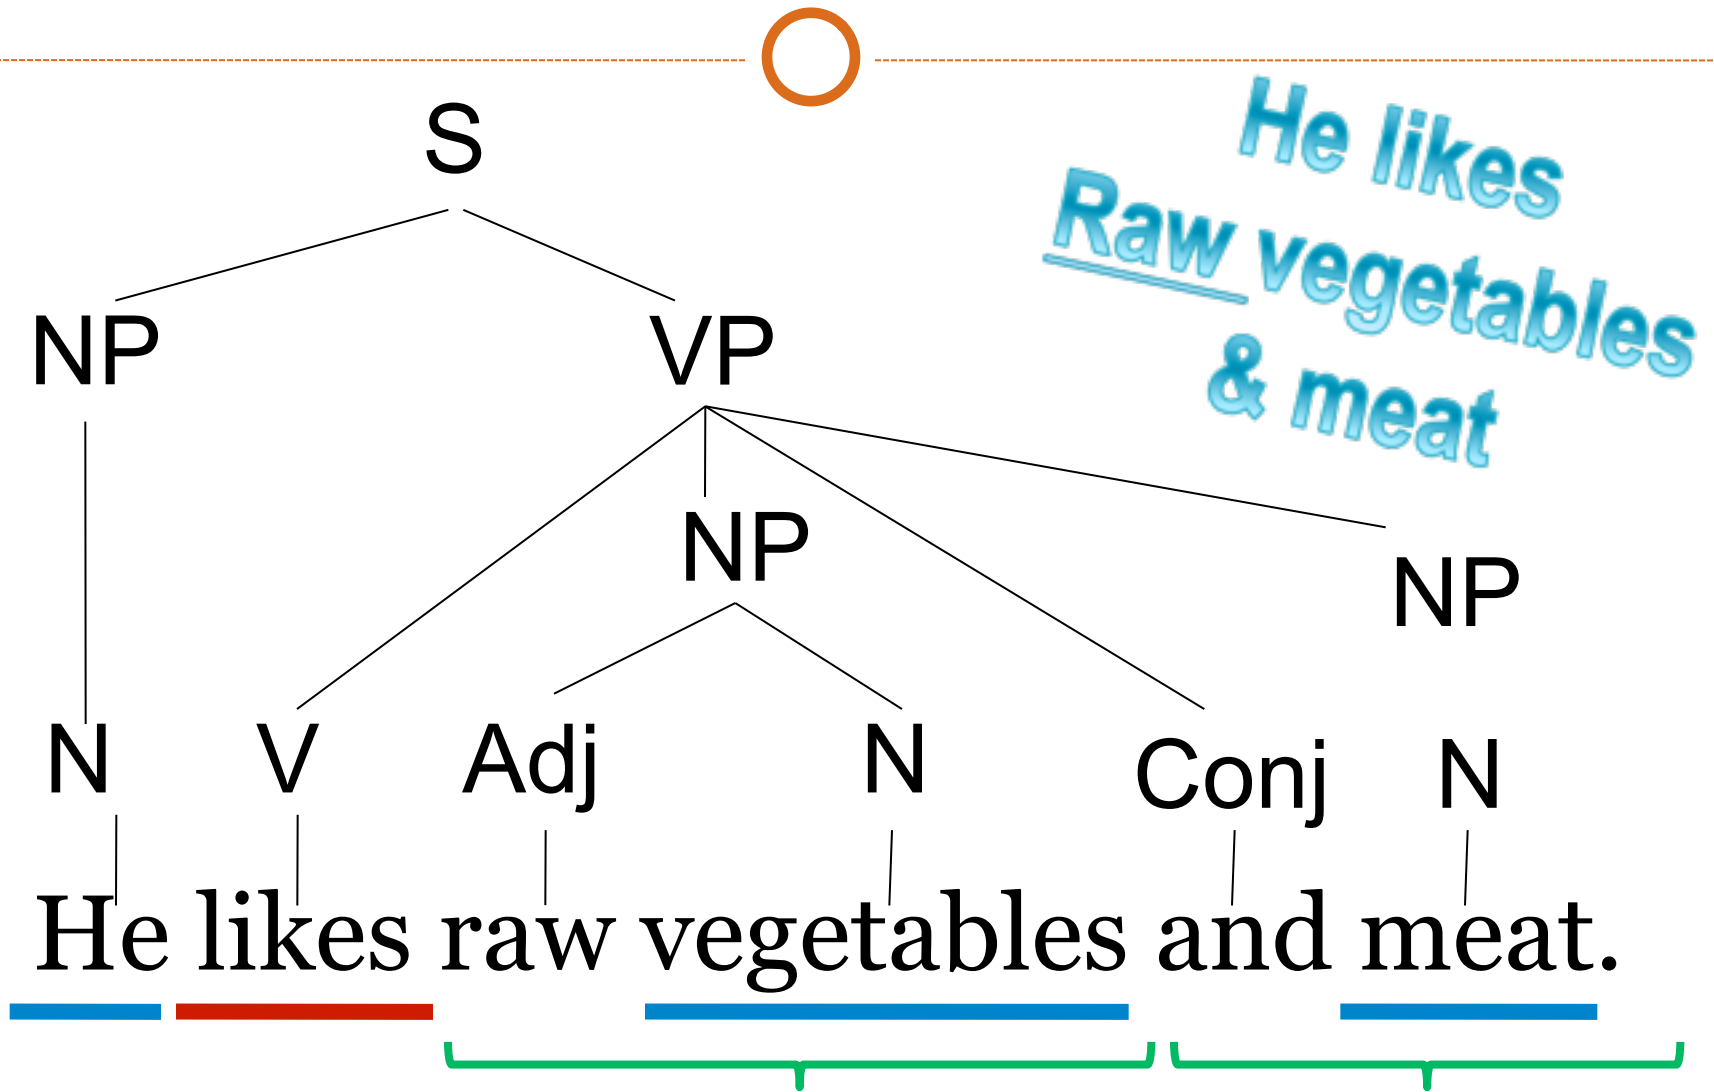 S
He likes
Raw vegetables
& meat
NP VP
NP
NP
N V Adj N Conj N
He likes raw vegetables and meat.